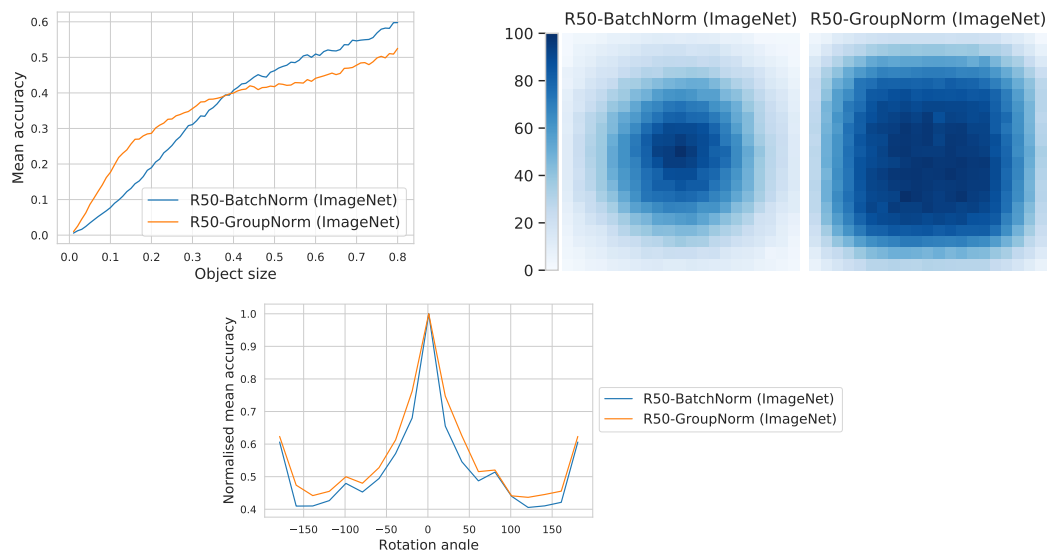 0.6
0.5
0.4
0.3
0.2
0.1
0.0
Mean accuracy
R50-BatchNorm (ImageNet)
R50-GroupNorm (ImageNet)
0.0 0.1 0.2 0.3 0.4 0.5 0.6 0.7 0.8
Object size
R50-BatchNorm (ImageNet) R50-GroupNorm (ImageNet)
100
80
60
40
20
0
1.0
0.9
0.8
0.7
0.6
0.5
0.4
Normalised mean accuracy
−150 −100 −50 0 50 100 150
Rotation angle
R50-BatchNorm (ImageNet)
R50-GroupNorm (ImageNet)